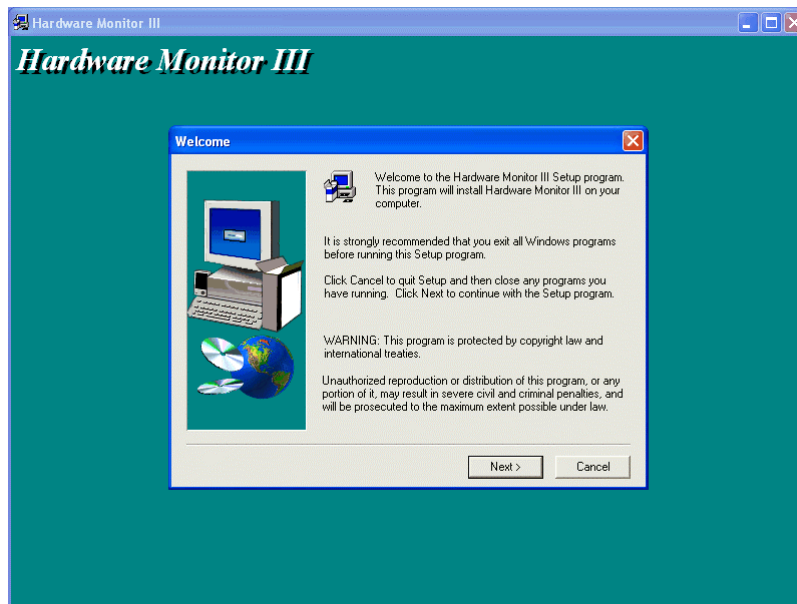 Hardware Monitor III
Hardware Monitor III
Welcome
Welcome to the Hardware Monitor III Setup program.
This program will install Hardware Monitor III on your
computer.
It is strongly recommended that you exit all Windows programs
before running this Setup program.
Click Cancel to quit Setup and then close any programs you
have running. Click Next to continue with the Setup program.
WARNING: This program is protected by copyright law and
international treaties.
Unauthorized reproduction or distribution of this program, or any
portion of it, may result in severe civil and criminal penalties, and
will be prosecuted to the maximum extent possible under law.
Next >
Cancel